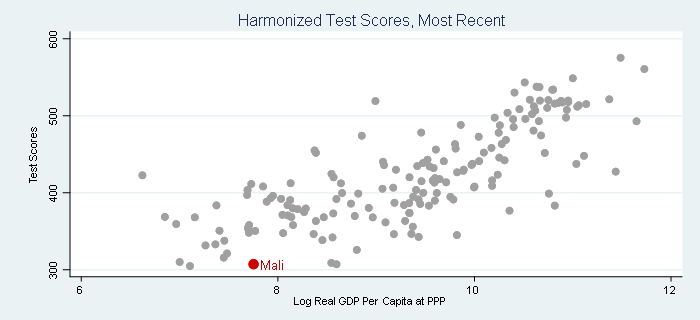 Harmonized Test Scores, Most Recent
600
500
400
300
Test Scores
Mali
6
8
10
12
Log Real GDP Per Capita at PPP